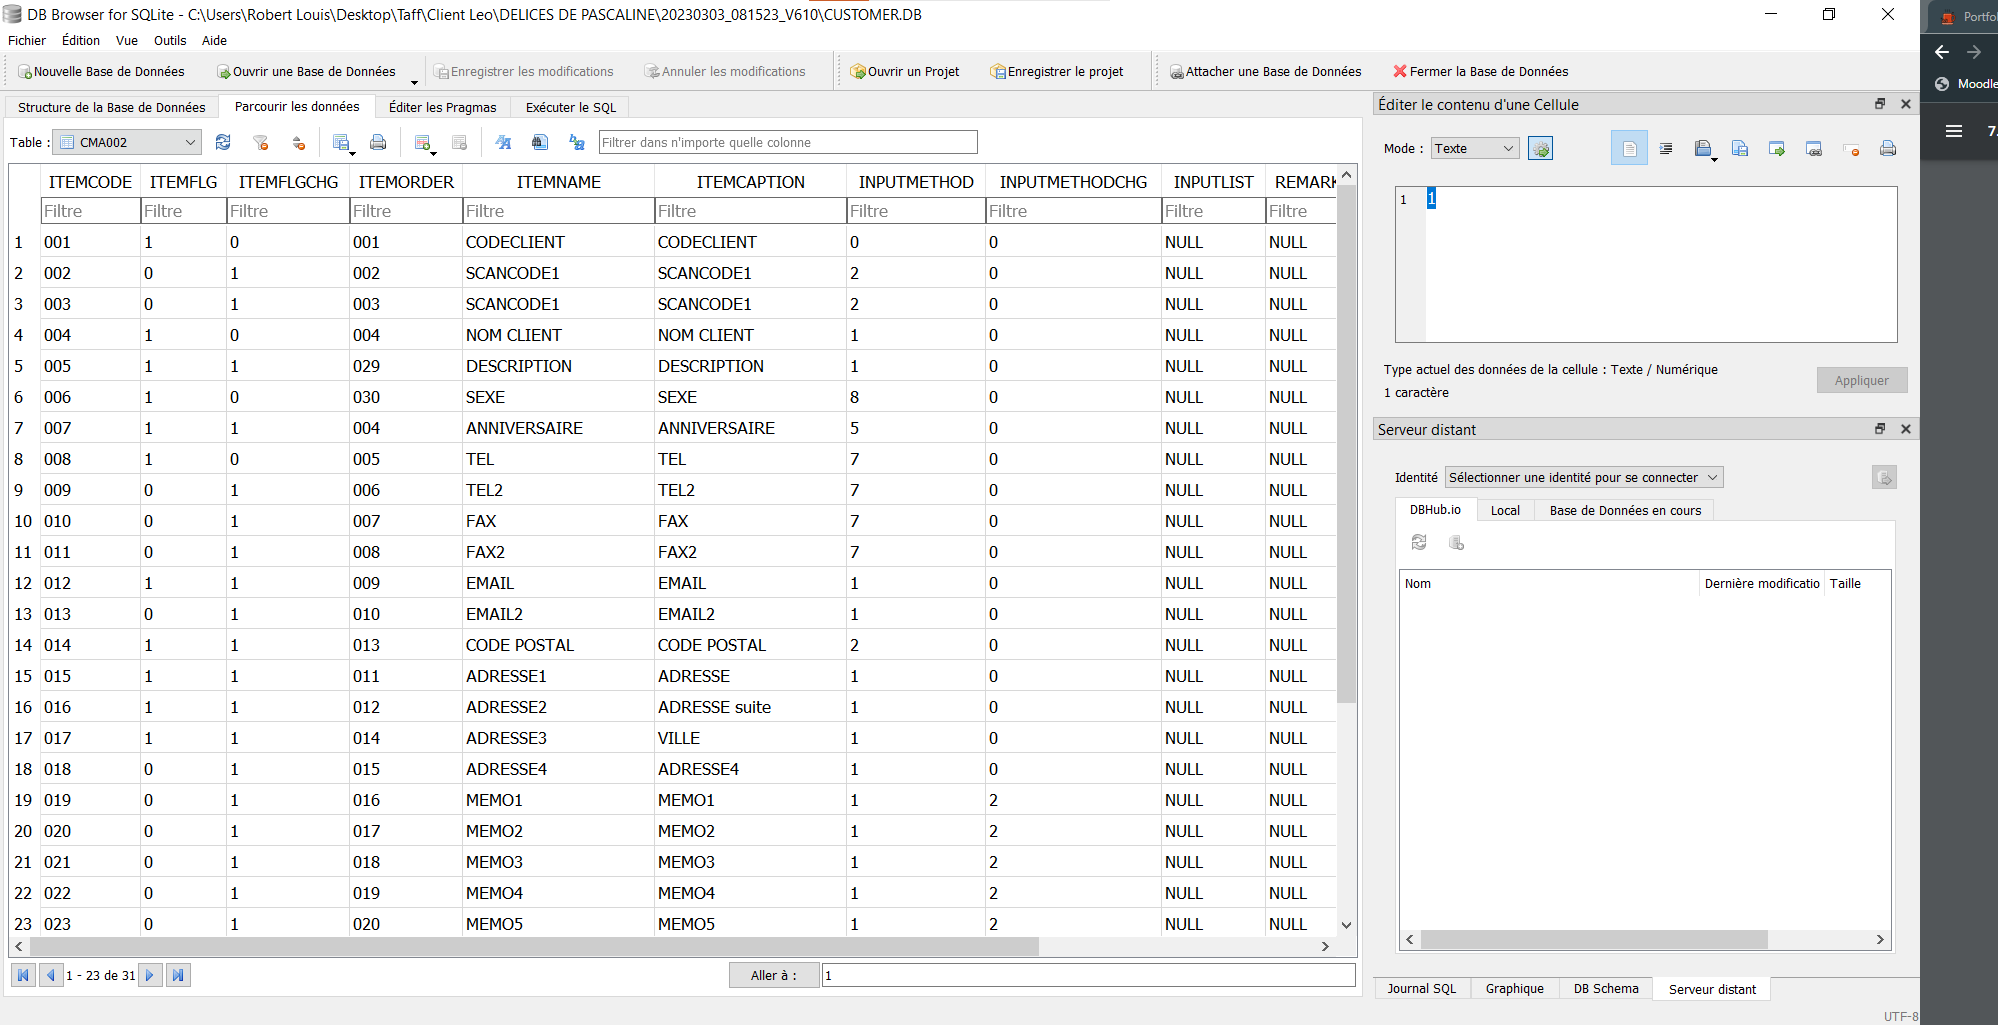 DB Browser for SQLite - C:\Users\Robert Louis\Desktop\Taff\Client Leo\DELICES DE PASCALINE\20230303_081523_V610\CUSTOMER.DB
Fichier Édition Vue Outils Aide
Nouvelle Base de Données Ouvrir une Base de Données Enregistrer les modifications Annuler les modifications Ouvrir un Projet Enregistrer le projet Attacher une Base de Données Fermer la Base de Données
Structure de la Base de Données Parcourir les données Éditer les Pragmas Exécuter le SQL
Table : CMA002 Filtrer dans n'importe quelle colonne
ITEMCODE ITEMFLG ITEMFLGCHG ITEMORDER ITEMNAME ITEMCAPTION INPUTMETHOD INPUTMETHODCHG INPUTLIST REMARK
Filtre Filtre Filtre Filtre Filtre Filtre Filtre Filtre Filtre Filtre
1 001 1 0 001 CODECLIENT CODECLIENT 0 0 NULL NULL
2 002 0 1 002 SCANCODE1 SCANCODE1 2 0 NULL NULL
3 003 0 1 003 SCANCODE1 SCANCODE1 2 0 NULL NULL
4 004 1 0 004 NOM CLIENT NOM CLIENT 1 0 NULL NULL
5 005 1 1 029 DESCRIPTION DESCRIPTION 1 0 NULL NULL
6 006 1 0 030 SEXE SEXE 8 0 NULL NULL
7 007 1 1 004 ANNIVERSAIRE ANNIVERSAIRE 5 0 NULL NULL
8 008 1 0 005 TEL TEL 7 0 NULL NULL
9 009 0 1 006 TEL2 TEL2 7 0 NULL NULL
10 010 0 1 007 FAX FAX 7 0 NULL NULL
11 011 0 1 008 FAX2 FAX2 7 0 NULL NULL
12 012 1 1 009 EMAIL EMAIL 1 0 NULL NULL
13 013 0 1 010 EMAIL2 EMAIL2 1 0 NULL NULL
14 014 1 1 013 CODE POSTAL CODE POSTAL 2 0 NULL NULL
15 015 1 1 011 ADRESSE1 ADRESSE 1 0 NULL NULL
16 016 1 1 012 ADRESSE2 ADRESSE suite 1 0 NULL NULL
17 017 1 1 014 ADRESSE3 VILLE 1 0 NULL NULL
18 018 0 1 015 ADRESSE4 ADRESSE4 1 0 NULL NULL
19 019 0 1 016 MEMO1 MEMO1 1 2 NULL NULL
20 020 0 1 017 MEMO2 MEMO2 1 2 NULL NULL
21 021 0 1 018 MEMO3 MEMO3 1 2 NULL NULL
22 022 0 1 019 MEMO4 MEMO4 1 2 NULL NULL
23 023 0 1 020 MEMO5 MEMO5 1 2 NULL NULL
1 - 23 de 31 Aller à : 1
Éditer le contenu d'une Cellule
Mode : Texte
1 1
Type actuel des données de la cellule : Texte / Numérique
1 caractère
Appliquer
Serveur distant
Identité Sélectionner une identité pour se connecter
DBHub.io Local Base de Données en cours
Nom Dernière modificatio Taille
Journal SQL Graphique DB Schema Serveur distant
UTF-8
Portfo
Moodle
7.